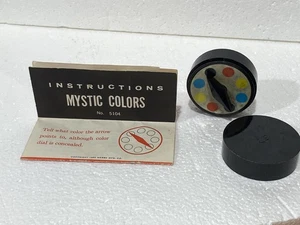 INSTRUCTIONS
MYSTIC COLORS
No. 5104
Tell what color the arrow
points to, although color
dial is concealed.